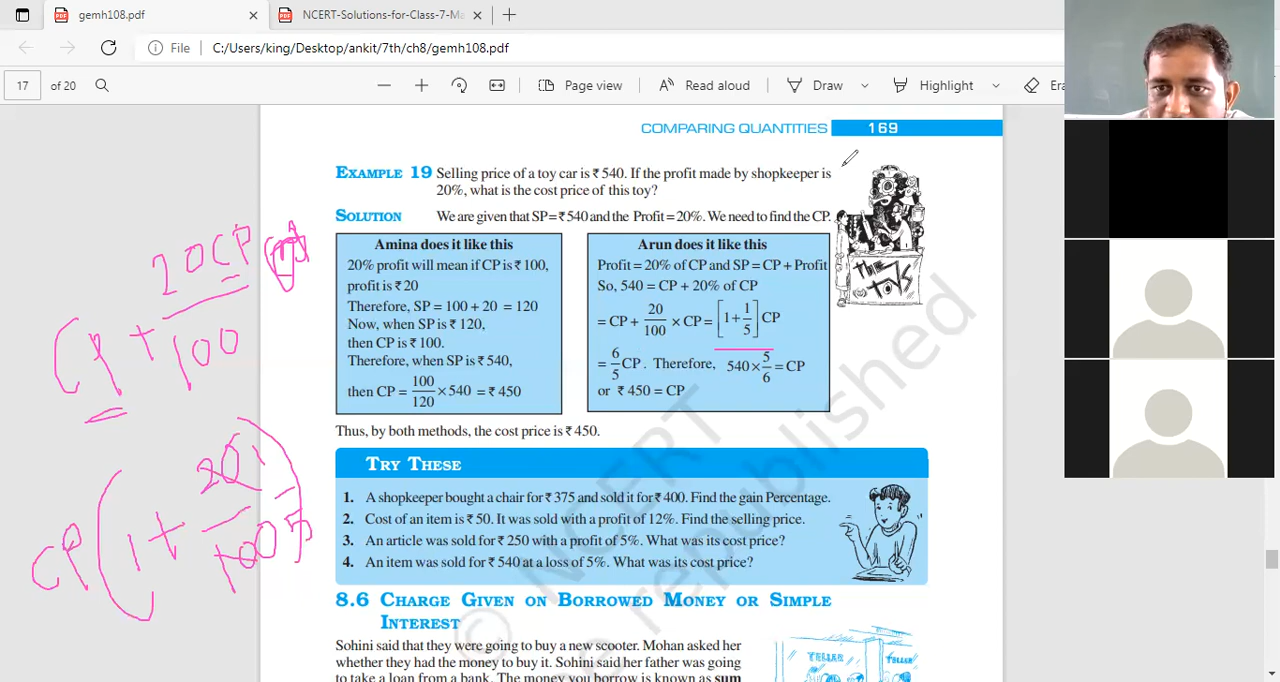 gemh108.pdf
NCERT-Solutions-for-Class-7-Ma
File C:/Users/king/Desktop/ankit/7th/ch8/gemh108.pdf
17 of 20 Page view Read aloud Draw Highlight Era
COMPARING QUANTITIES 169
EXAMPLE 19 Selling price of a toy car is ₹ 540. If the profit made by shopkeeper is
20%, what is the cost price of this toy?
SOLUTION We are given that SP = ₹ 540 and the Profit = 20%. We need to find the CP.
Amina does it like this
20% profit will mean if CP is ₹ 100,
profit is ₹ 20
Therefore, SP = 100 + 20 = 120
Now, when SP is ₹ 120,
then CP is ₹ 100.
Therefore, when SP is ₹ 540,
then CP = 100/120 × 540 = ₹ 450
Arun does it like this
Profit = 20% of CP and SP = CP + Profit
So, 540 = CP + 20% of CP
= CP + 20/100 × CP = [1 + 1/5] CP
= 6/5 CP. Therefore, 540 × 5/6 = CP
or ₹ 450 = CP
THE TOYS
CP + 20 CP/100
CP (1 + 20/100
Thus, by both methods, the cost price is ₹ 450.
TRY THESE
1. A shopkeeper bought a chair for ₹ 375 and sold it for ₹ 400. Find the gain Percentage.
2. Cost of an item is ₹ 50. It was sold with a profit of 12%. Find the selling price.
3. An article was sold for ₹ 250 with a profit of 5%. What was its cost price?
4. An item was sold for ₹ 540 at a loss of 5%. What was its cost price?
8.6 CHARGE GIVEN ON BORROWED MONEY OR SIMPLE
INTEREST
Sohini said that they were going to buy a new scooter. Mohan asked her
whether they had the money to buy it. Sohini said her father was going
to take a loan from a bank. The money you borrow is known as sum
TELLER
TELLER
© NCERT
republished